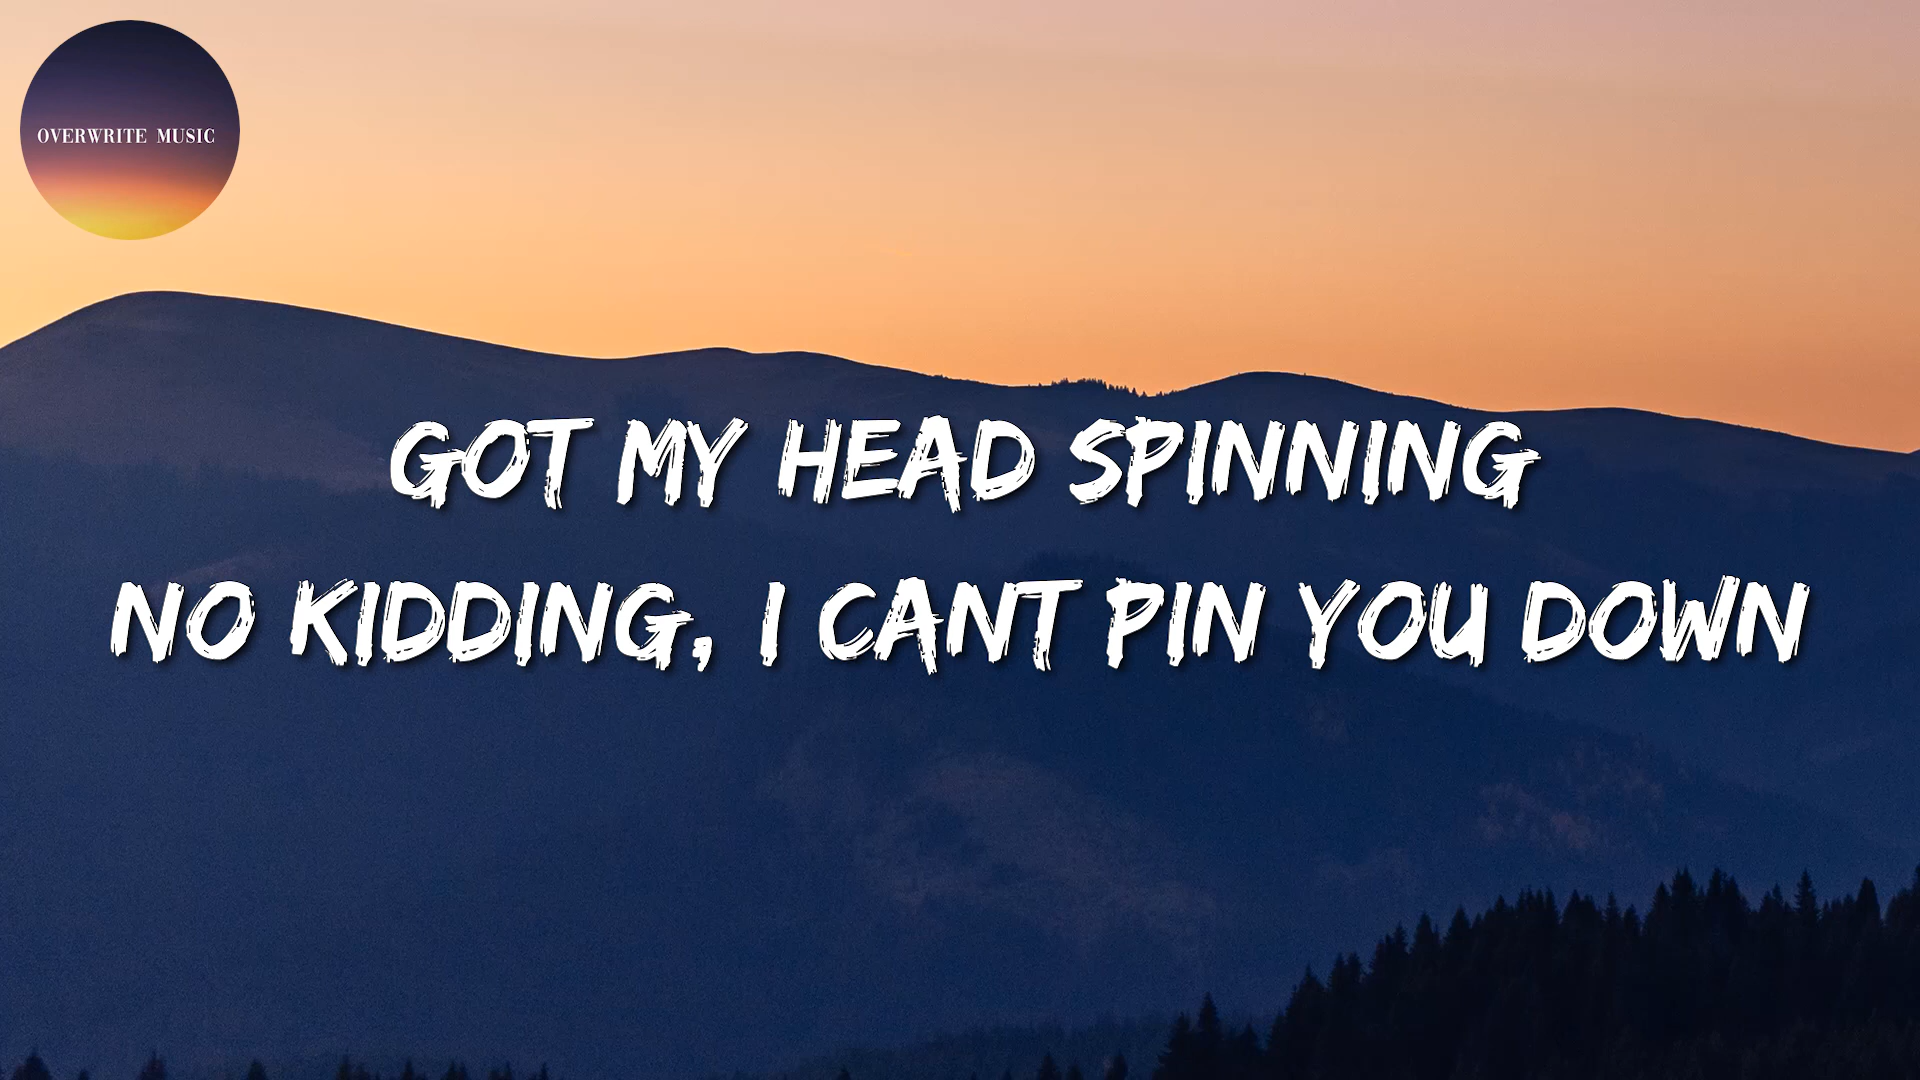 OVERWRITE MUSIC
GOT MY HEAD SPINNING
NO KIDDING, I CANT PIN YOU DOWN